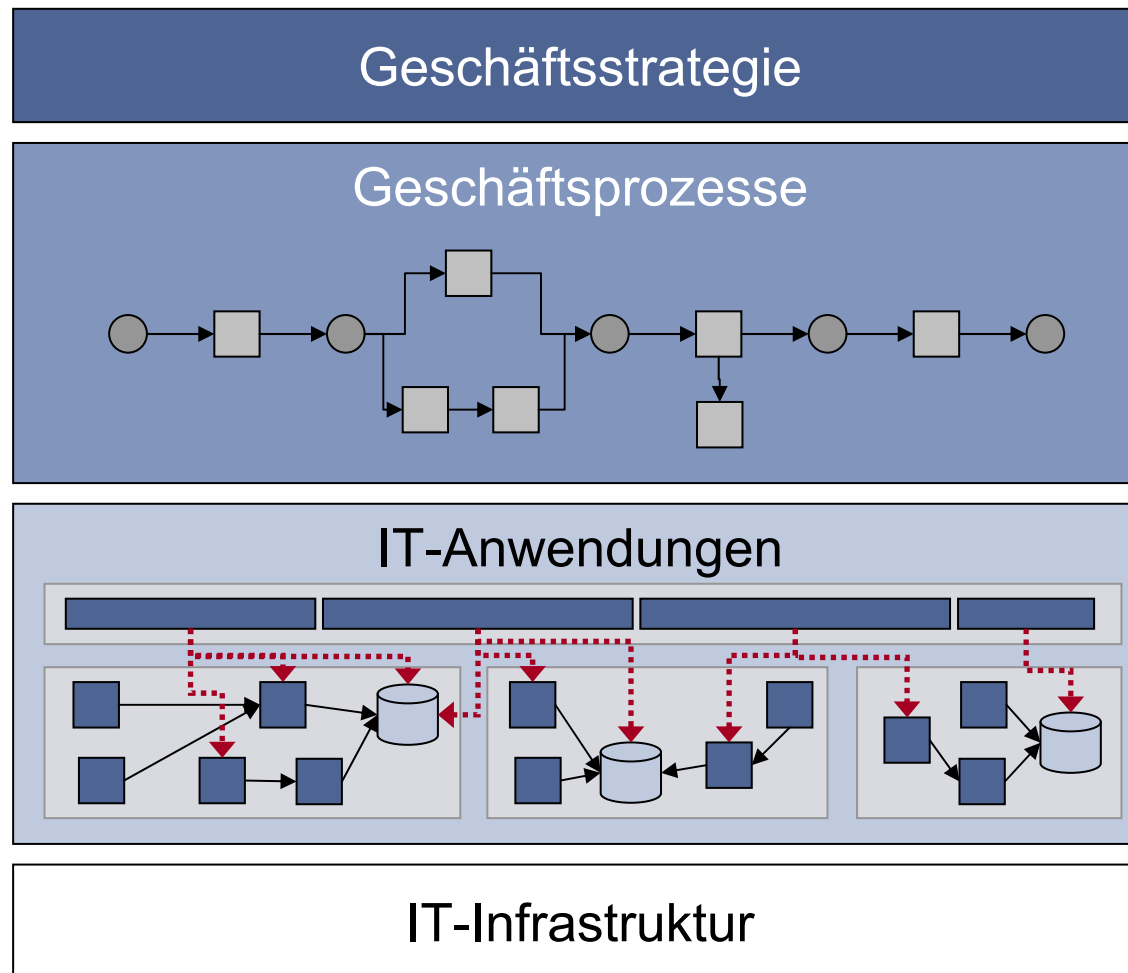 Geschäftsstrategie
Geschäftsprozesse
IT-Anwendungen
IT-Infrastruktur